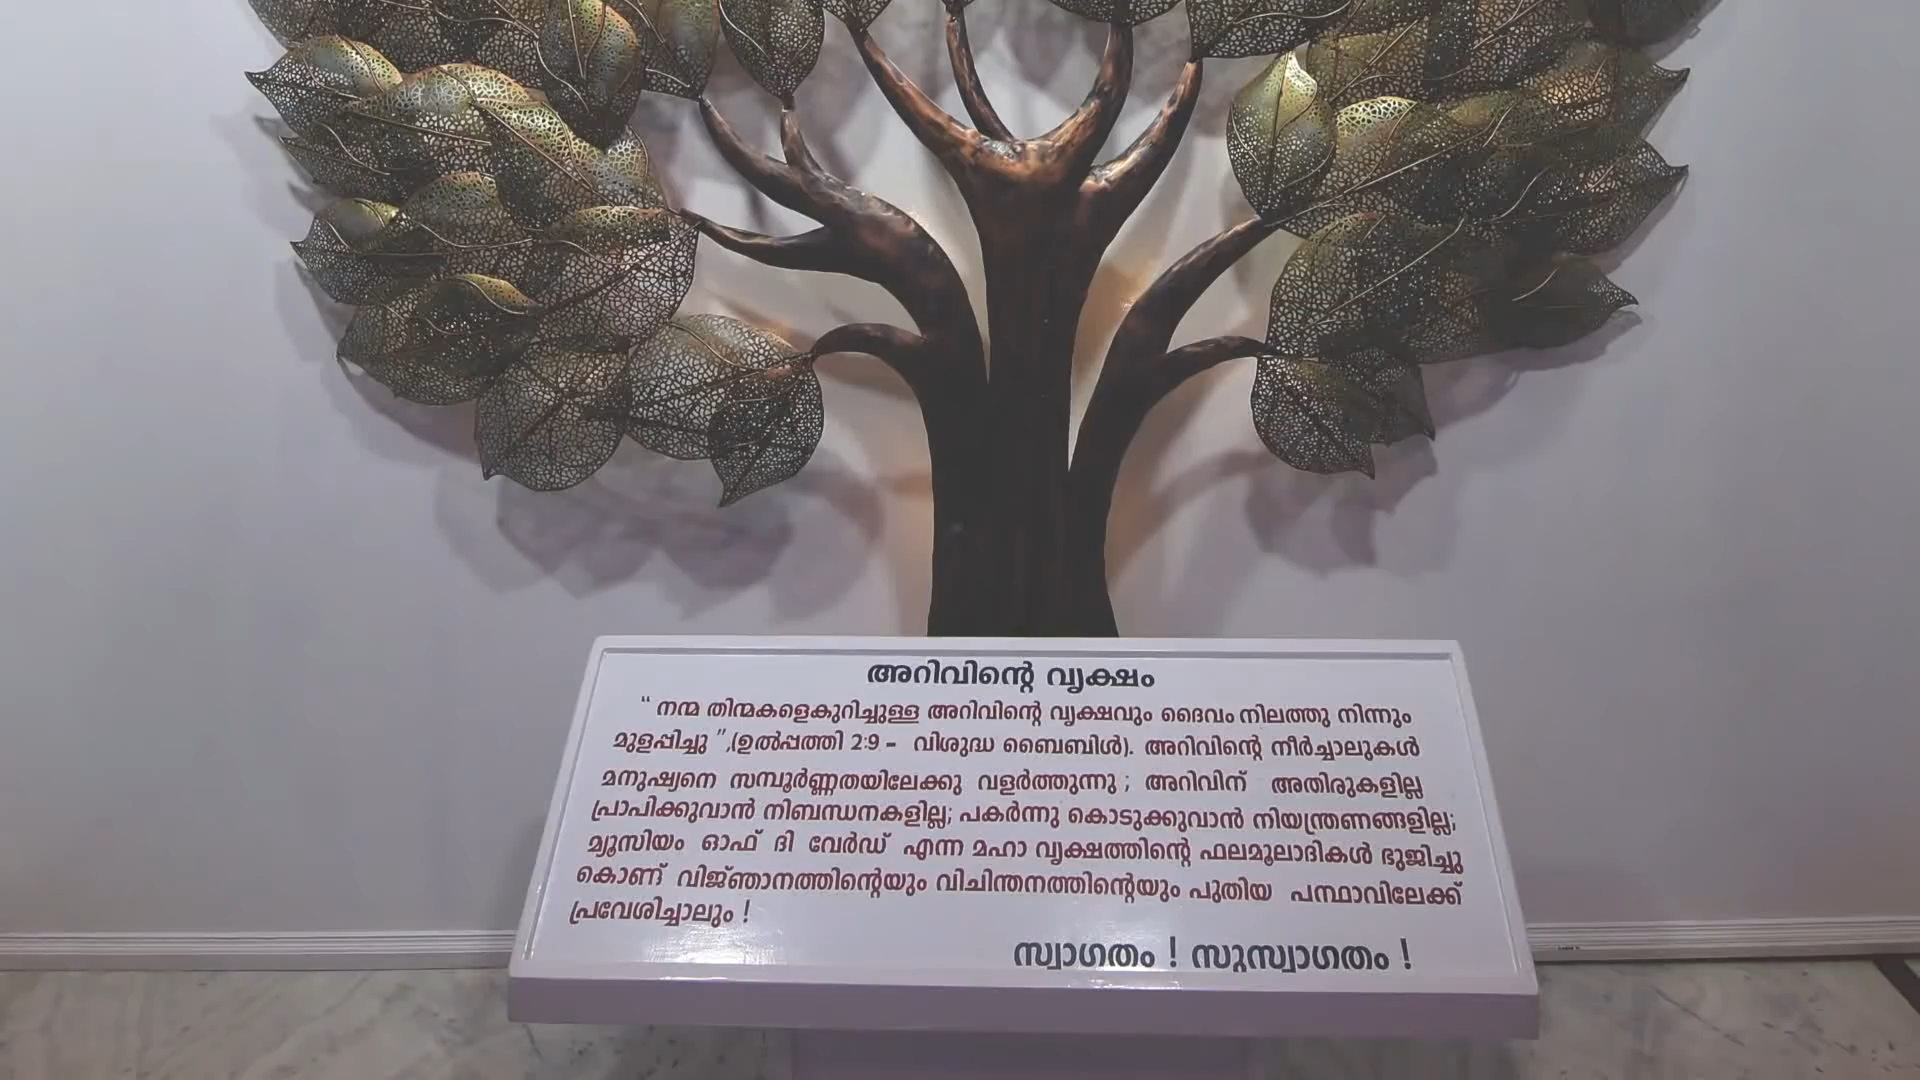 അറിവിന്റെ വൃക്ഷം
“ നന്മ തിന്മകളെകുറിച്ചുള്ള അറിവിന്റെ വൃക്ഷവും ദൈവം നിലത്തു നിന്നും
മുളപ്പിച്ചു ”,(ഉൽപ്പത്തി 2:9 – വിശുദ്ധ ബൈബിൾ). അറിവിന്റെ നീർച്ചാലുകൾ
മനുഷ്യനെ സമ്പൂർണ്ണതയിലേക്കു വളർത്തുന്നു ; അറിവിന് അതിരുകളില്ല
പ്രാപിക്കുവാൻ നിബന്ധനകളില്ല; പകർന്നു കൊടുക്കുവാൻ നിയന്ത്രണങ്ങളില്ല;
മ്യൂസിയം ഓഫ് ദി വേർഡ് എന്ന മഹാ വൃക്ഷത്തിന്റെ ഫലമൂലാദികൾ ഭുജിച്ചു
കൊണ്ട് വിജ്ഞാനത്തിന്റെയും വിചിന്തനത്തിന്റെയും പുതിയ പന്ഥാവിലേക്ക്
പ്രവേശിച്ചാലും !
സ്വാഗതം ! സുസ്വാഗതം !